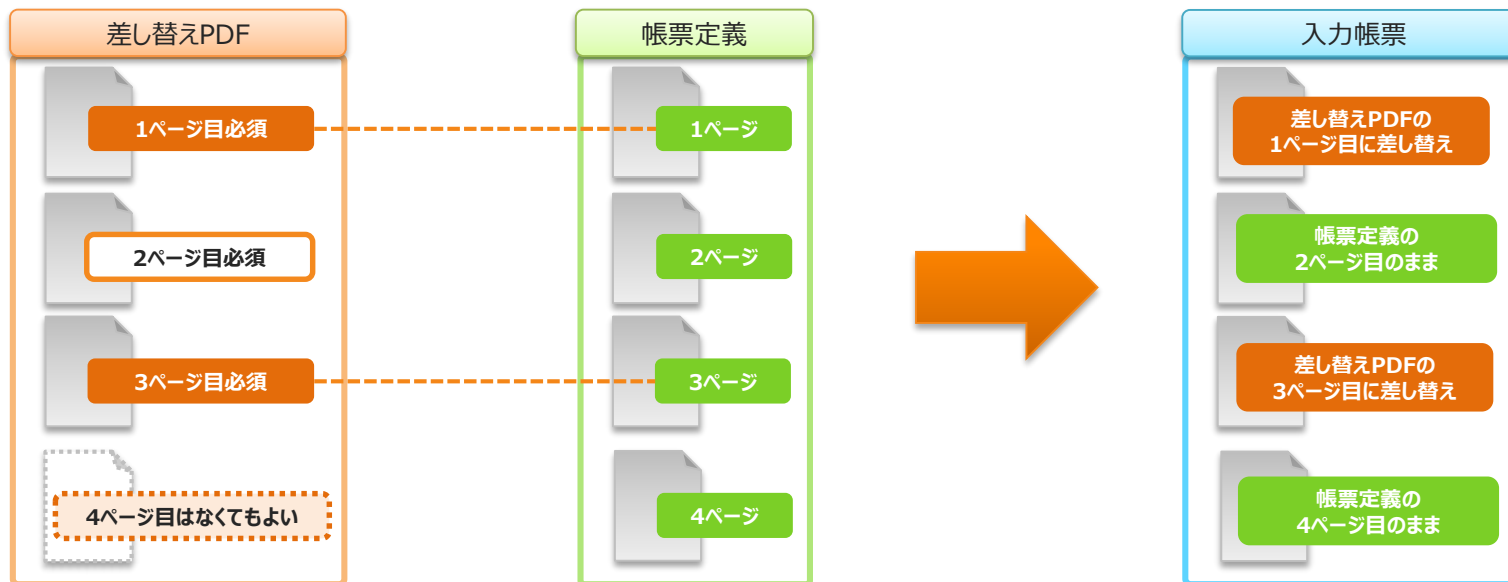 差し替えPDF
1ページ目必須
2ページ目必須
3ページ目必須
4ページ目はなくてもよい
帳票定義
1ページ
2ページ
3ページ
4ページ
入力帳票
差し替えPDFの
1ページ目に差し替え
帳票定義の
2ページ目のまま
差し替えPDFの
3ページ目に差し替え
帳票定義の
4ページ目のまま